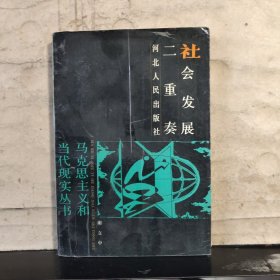 社会发展
二重奏
河北人民出版社
马克思主义和
当代现实丛书